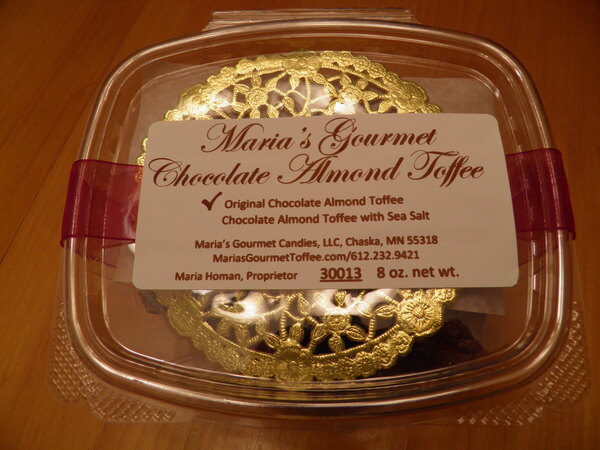 Maria's Gourmet
Chocolate Almond Toffee
✓ Original Chocolate Almond Toffee
Chocolate Almond Toffee with Sea Salt
Maria's Gourmet Candies, LLC, Chaska, MN 55318
MariasGourmetToffee.com/612.232.9421
Maria Homan, Proprietor 30013 8 oz. net wt.